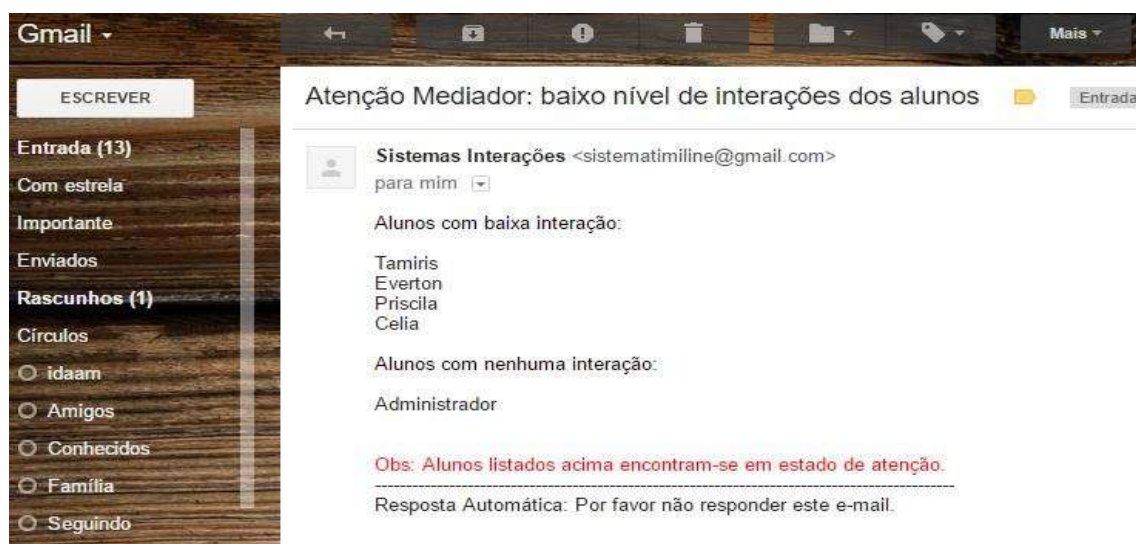 Gmail
Mais
ESCREVER
Atenção Mediador: baixo nível de interações dos alunos
Entrada
Entrada (13)
Com estrela
Importante
Enviados
Rascunhos (1)
Círculos
idaam
Amigos
Conhecidos
Família
Seguindo
Sistemas Interações <sistematimiline@gmail.com>
para mim
Alunos com baixa interação:
Tamiris
Everton
Priscila
Celia
Alunos com nenhuma interação:
Administrador
Obs: Alunos listados acima encontram-se em estado de atenção.
Resposta Automática: Por favor não responder este e-mail.